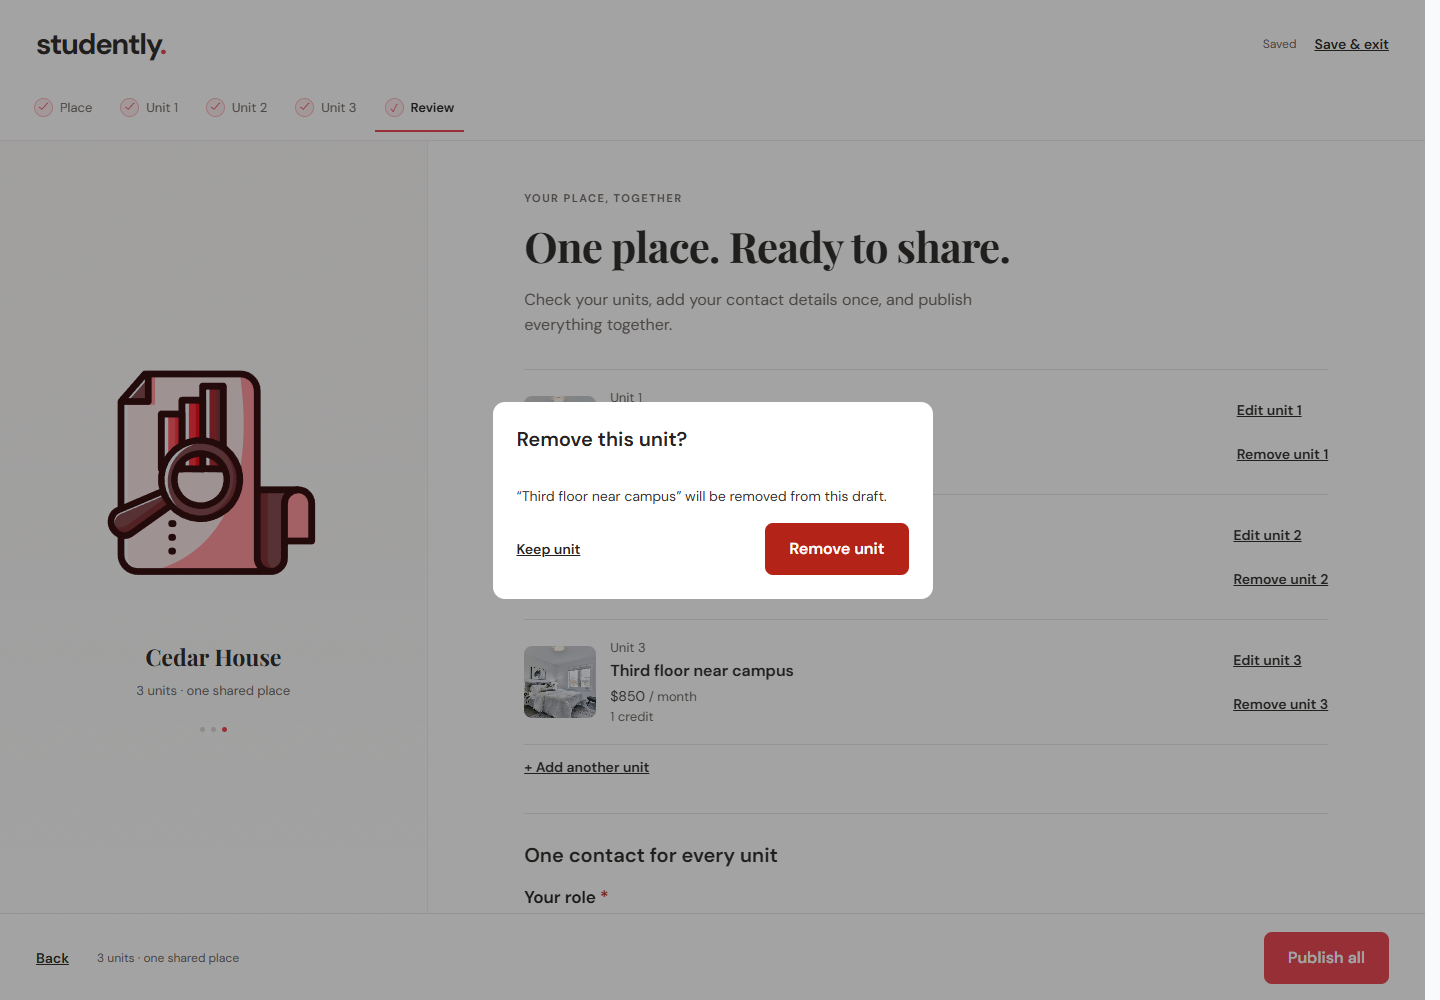 studently.
Saved
Save & exit
Place
Unit 1
Unit 2
Unit 3
Review
YOUR PLACE, TOGETHER
One place. Ready to share.
Check your units, add your contact details once, and publish
everything together.
Unit 1
Edit unit 1
Remove unit 1
Remove this unit?
“Third floor near campus” will be removed from this draft.
Keep unit
Remove unit
Edit unit 2
Remove unit 2
Unit 3
Third floor near campus
$850 / month
1 credit
Edit unit 3
Remove unit 3
+ Add another unit
Cedar House
3 units · one shared place
One contact for every unit
Your role *
Back
3 units · one shared place
Publish all